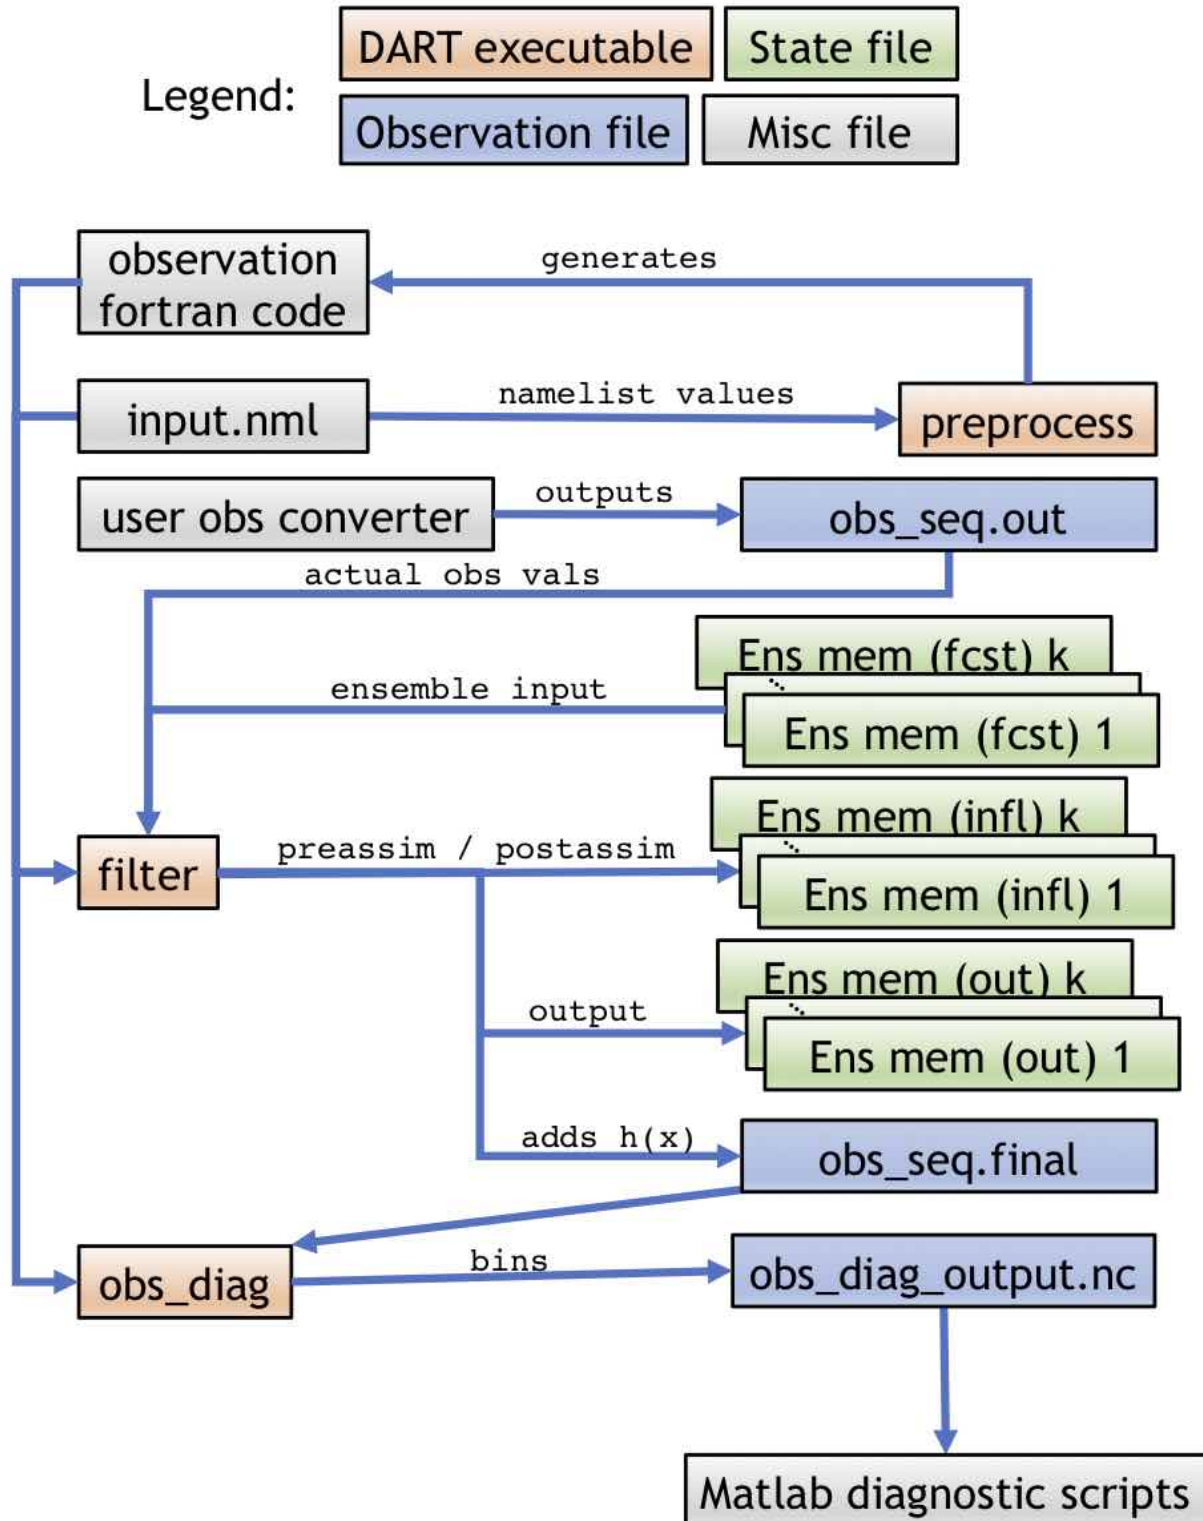 Legend:
DART executable
State file
Observation file
Misc file
observation
fortran code
generates
input.nml
namelist values
preprocess
user obs converter
outputs
obs_seq.out
actual obs vals
Ens mem (fcst) k
ensemble input
Ens mem (fcst) 1
Ens mem (infl) k
filter
preassim / postassim
Ens mem (infl) 1
Ens mem (out) k
output
Ens mem (out) 1
adds h(x)
obs_seq.final
obs_diag
bins
obs_diag_output.nc
Matlab diagnostic scripts